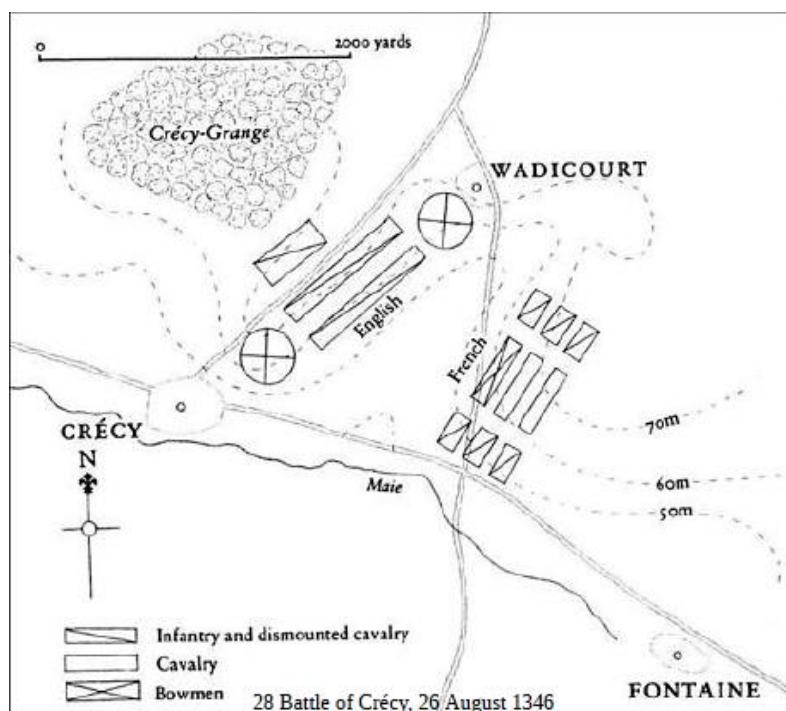 0
2000 yards
Crécy-Grange
WADICOURT
English
French
CRÉCY
N
Maie
70m
60m
50m
Infantry and dismounted cavalry
Cavalry
Bowmen
FONTAINE
28 Battle of Crécy, 26 August 1346